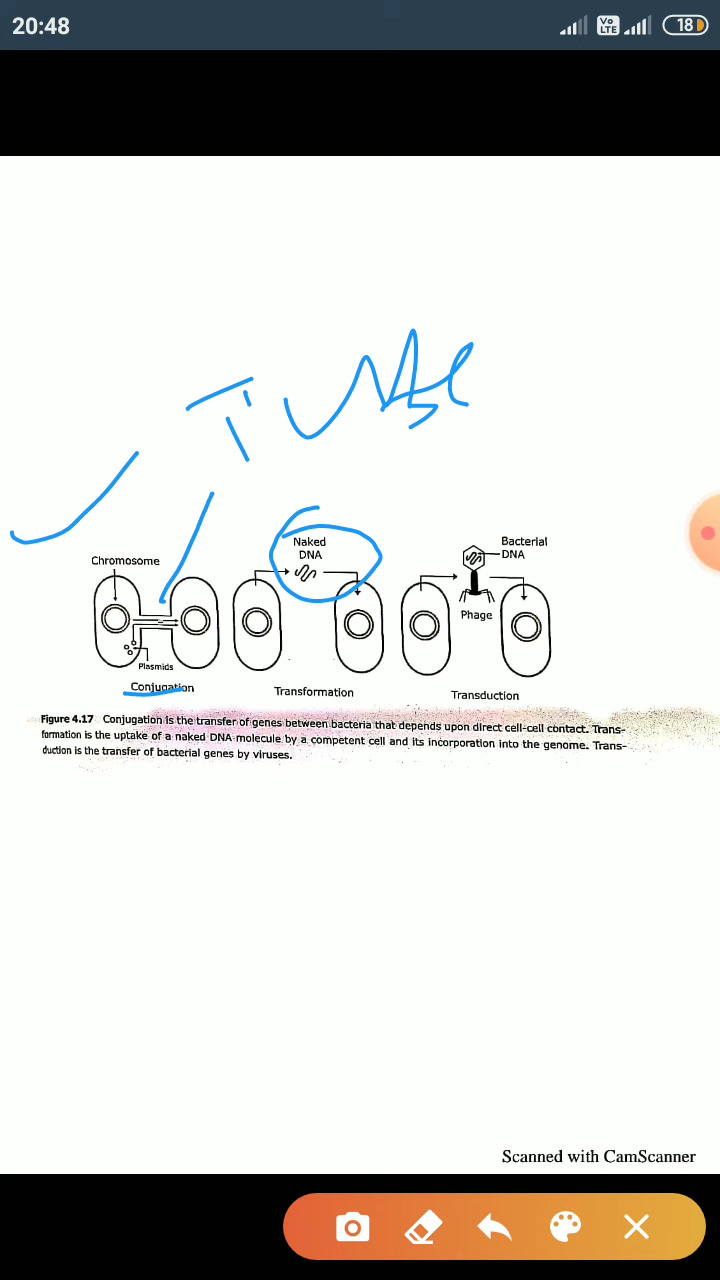 20:48
Vo LTE
18
Naked
DNA
Bacterial
DNA
Chromosome
Phage
Plasmids
Conjugation
Transformation
Transduction
Figure 4.17 Conjugation is the transfer of genes between bacteria that depends upon direct cell-cell contact. Trans-
formation is the uptake of a naked DNA molecule by a competent cell and its incorporation into the genome. Trans-
duction is the transfer of bacterial genes by viruses.
Scanned with CamScanner